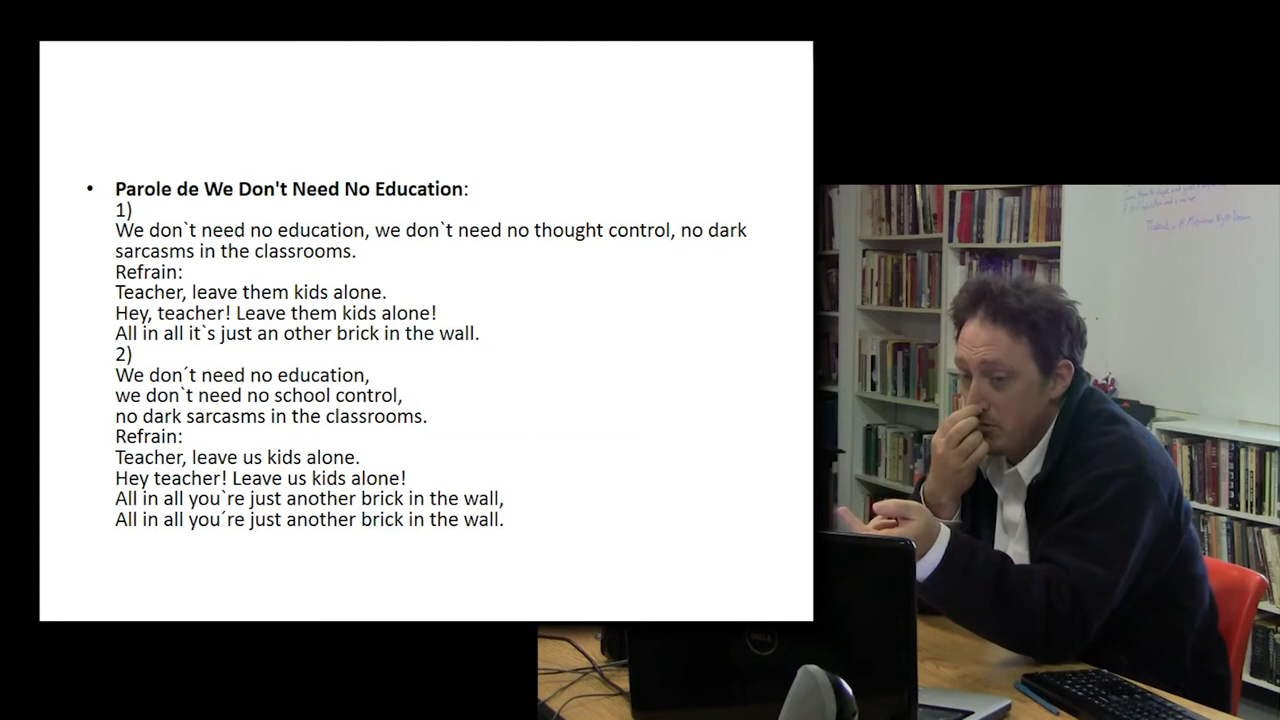 • Parole de We Don't Need No Education:
1)
We don`t need no education, we don`t need no thought control, no dark
sarcasms in the classrooms.
Refrain:
Teacher, leave them kids alone.
Hey, teacher! Leave them kids alone!
All in all it`s just an other brick in the wall.
2)
We don´t need no education,
we don`t need no school control,
no dark sarcasms in the classrooms.
Refrain:
Teacher, leave us kids alone.
Hey teacher! Leave us kids alone!
All in all you`re just another brick in the wall,
All in all you´re just another brick in the wall.
DELL